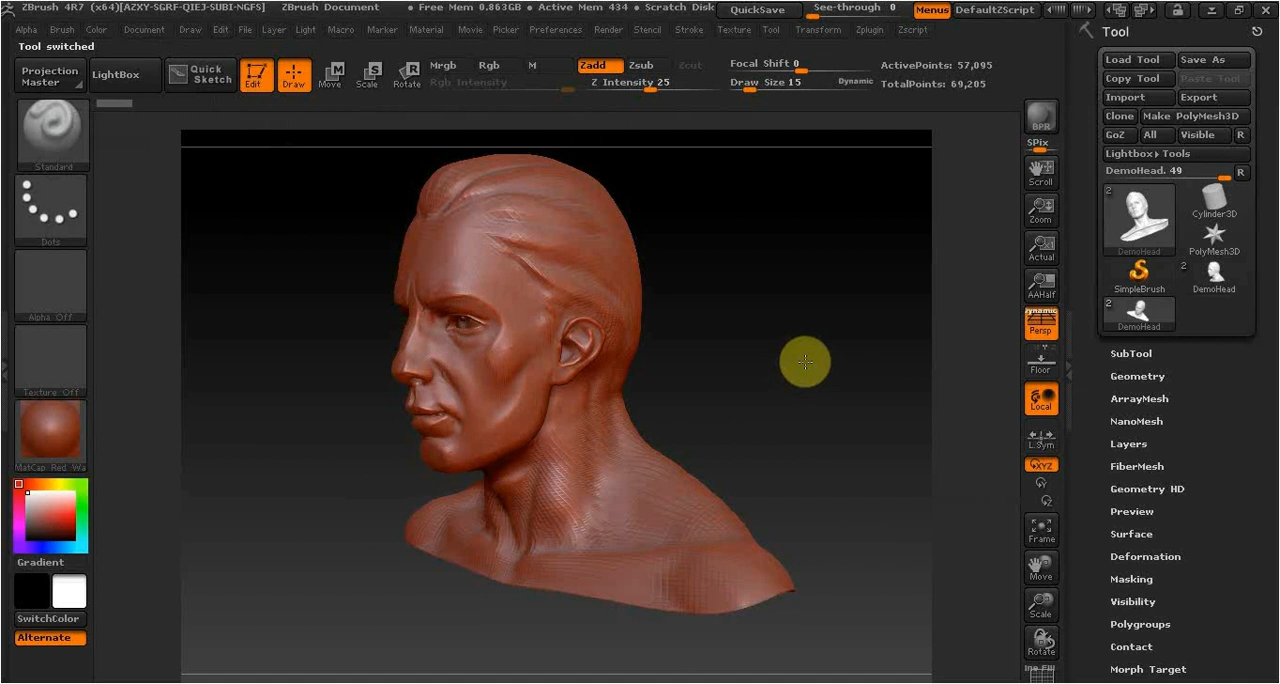 ZBrush 4R7 (x64)[AZXY-SGRF-QIEJ-SUBI-NGFS] ZBrush Document • Free Mem 0.863GB • Active Mem 434 • Scratch Disk QuickSave See-through 0 Menus DefaultZScript
Alpha Brush Color Document Draw Edit File Layer Light Macro Marker Material Movie Picker Preferences Render Stencil Stroke Texture Tool Transform Zplugin Zscript
Tool switched
Projection Master
LightBox
Quick Sketch
Edit
Draw
Move
Scale
Rotate
Mrgb Rgb M
Rgb Intensity
Zadd Zsub Zcut
Z Intensity 25
Focal Shift 0
Draw Size 15 Dynamic
ActivePoints: 57,095
TotalPoints: 69,205
Standard
Dots
Alpha Off
Texture Off
MatCap Red Wa
Gradient
SwitchColor
Alternate
BPR
SPix
Scroll
Zoom
Actual
AAHalf
Dynamic
Persp
Floor
Local
L.Sym
XYZ
Frame
Move
Scale
Rotate
Tool
Load Tool Save As
Copy Tool Paste Tool
Import Export
Clone Make PolyMesh3D
GoZ All Visible R
Lightbox▸Tools
DemoHead. 49 R
2
DemoHead
Cylinder3D
PolyMesh3D
SimpleBrush
2
DemoHead
2
DemoHead
SubTool
Geometry
ArrayMesh
NanoMesh
Layers
FiberMesh
Geometry HD
Preview
Surface
Deformation
Masking
Visibility
Polygroups
Contact
Morph Target